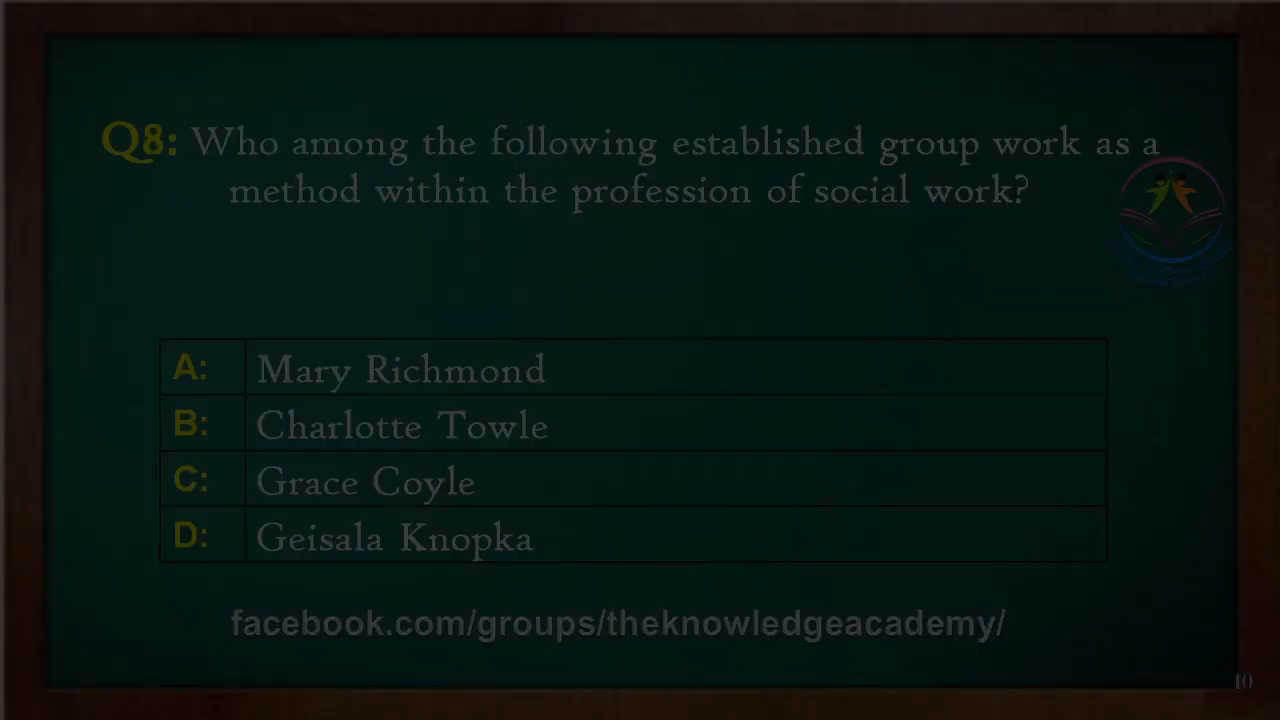 Q8: Who among the following established group work as a
method within the profession of social work?
A: Mary Richmond
B: Charlotte Towle
C: Grace Coyle
D: Geisala Knopka
facebook.com/groups/theknowledgeacademy/
10